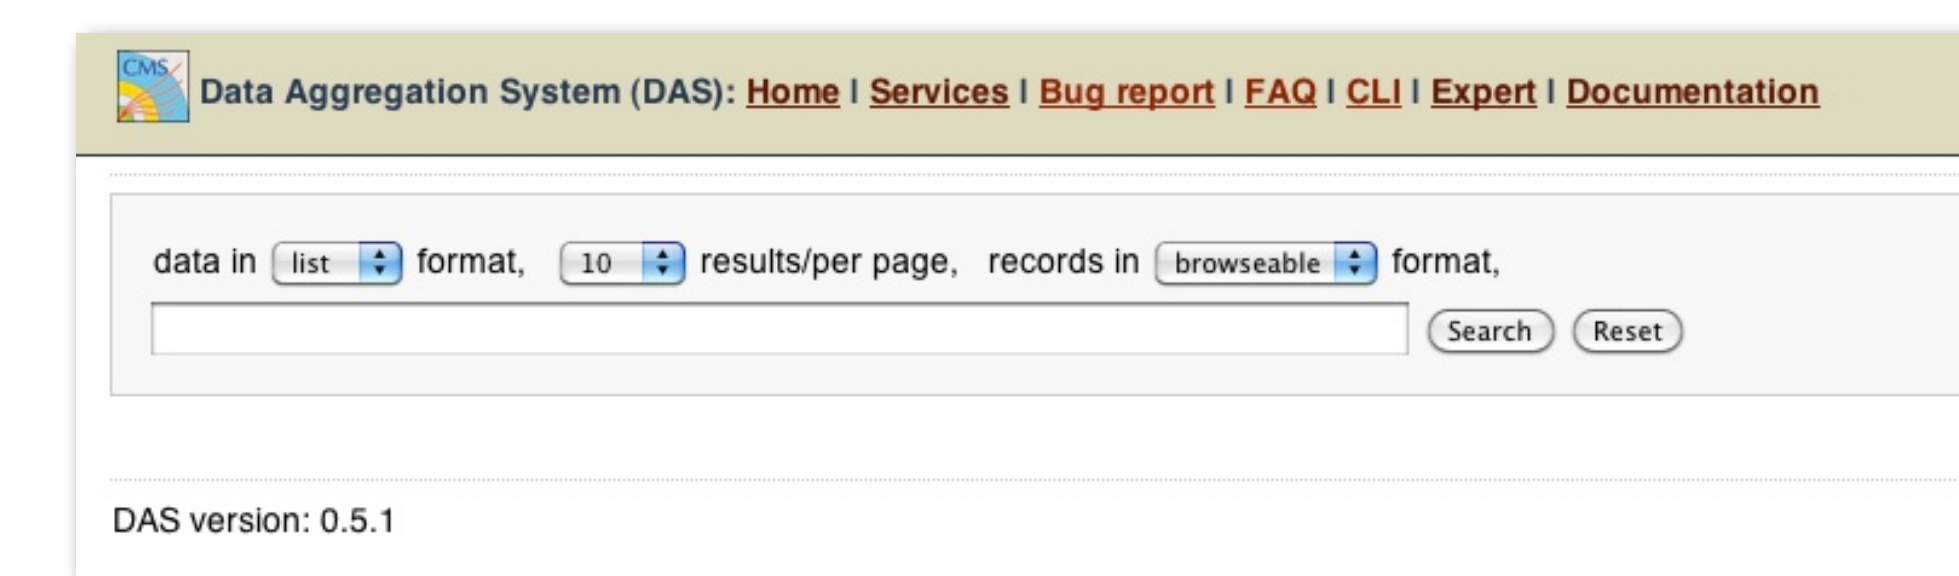 CMS
Data Aggregation System (DAS): Home | Services | Bug report | FAQ | CLI | Expert | Documentation
data in list format, 10 results/per page, records in browseable format,
Search Reset
DAS version: 0.5.1